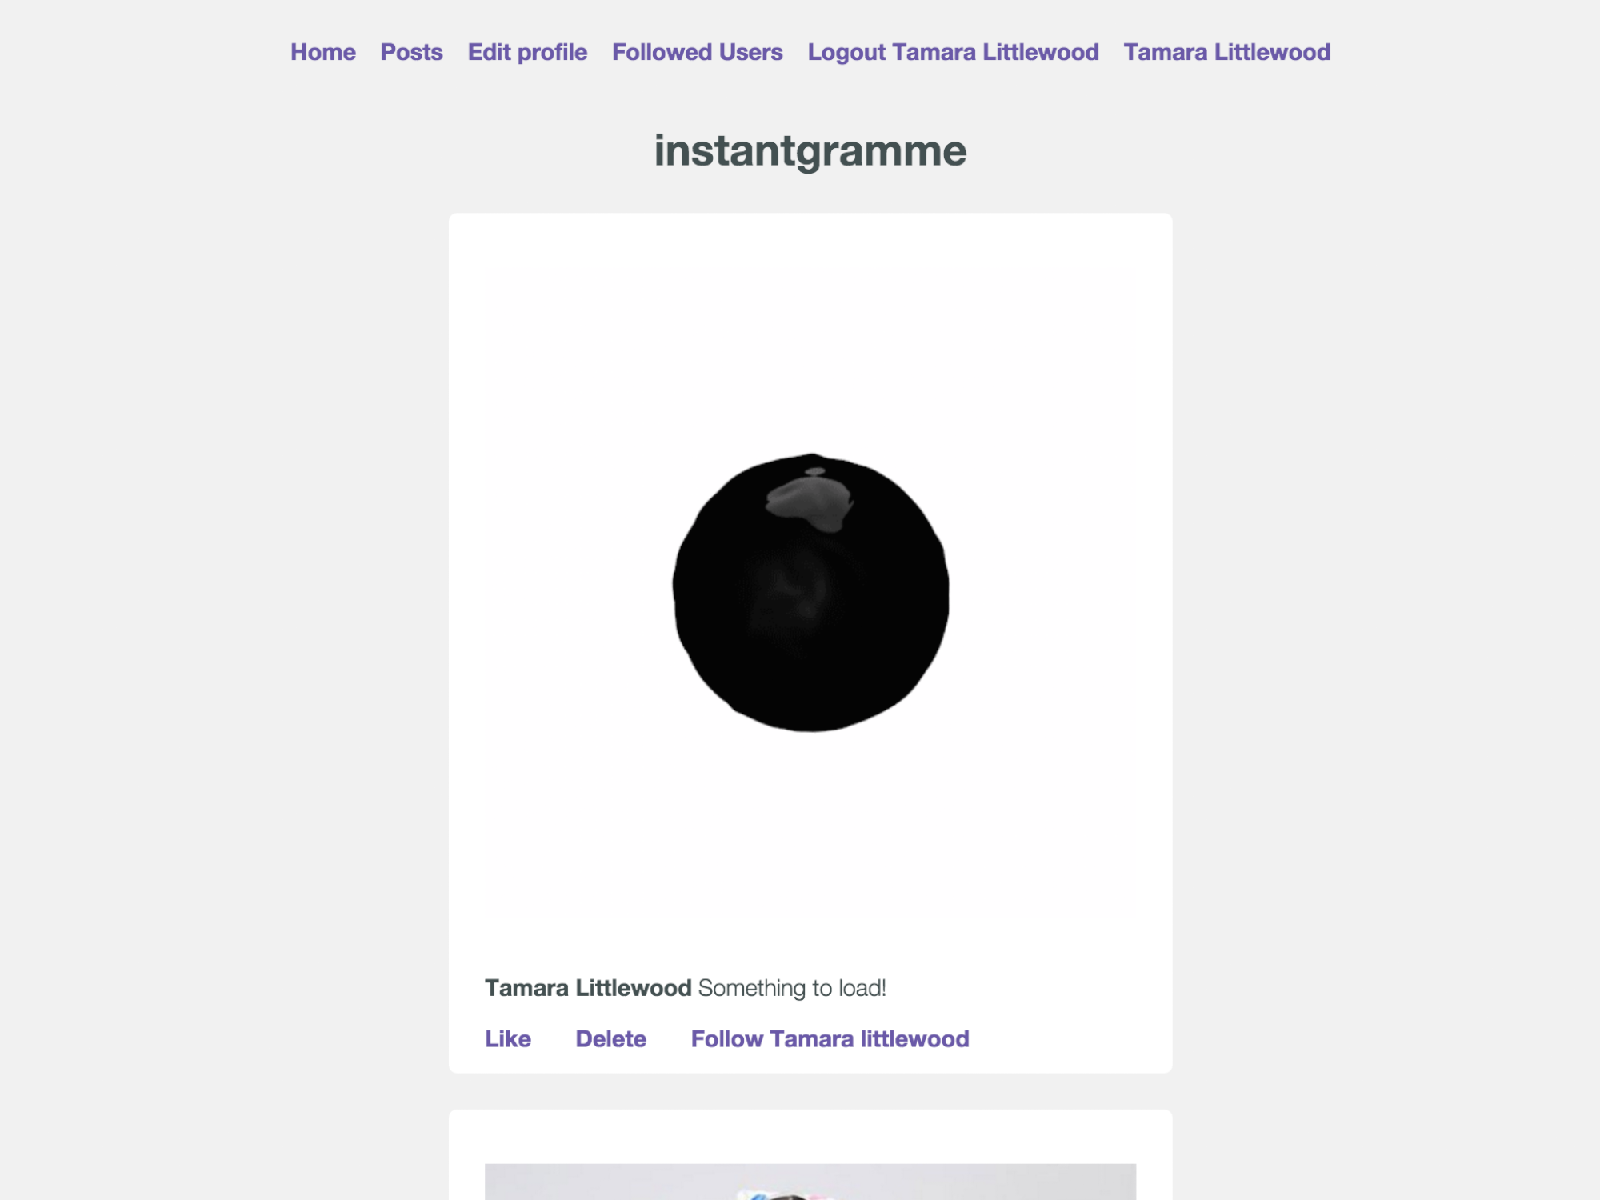 Home Posts Edit profile Followed Users Logout Tamara Littlewood Tamara Littlewood
instantgramme
Tamara Littlewood Something to load!
Like Delete Follow Tamara littlewood